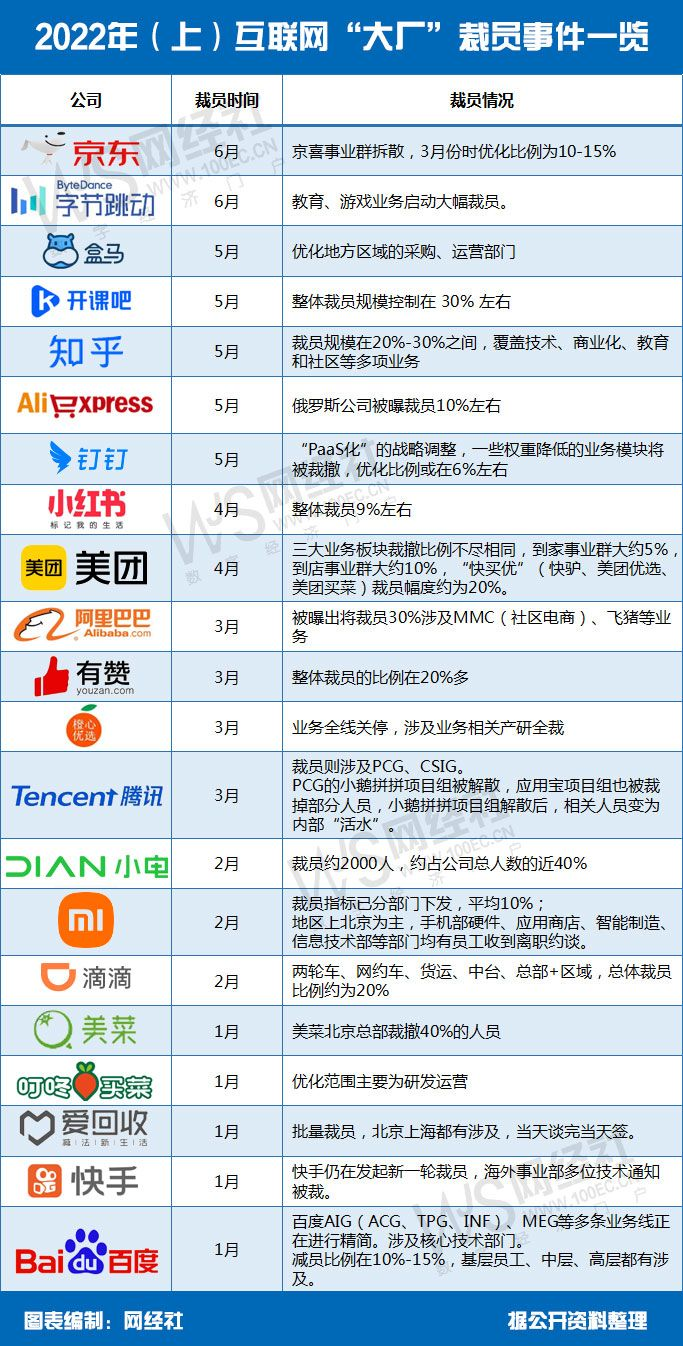 2022年（上）互联网“大厂”裁员事件一览
公司 裁员时间 裁员情况
京东 6月 京喜事业群拆散，3月份时优化比例为10-15%
ByteDance
字节跳动 6月 教育、游戏业务启动大幅裁员。
盒马 5月 优化地方区域的采购、运营部门
开课吧 5月 整体裁员规模控制在 30% 左右
知乎 5月 裁员规模在20%-30%之间，覆盖技术、商业化、教育
和社区等多项业务
AliExpress 5月 俄罗斯公司被曝裁员10%左右
钉钉 5月 “PaaS化”的战略调整，一些权重降低的业务模块将
被裁撤，优化比例或在6%左右
小红书 4月 整体裁员9%左右
标记我的生活
美团 美团 4月 三大业务板块裁撤比例不尽相同，到家事业群大约5%，
到店事业群大约10%，“快买优”（快驴、美团优选、
美团买菜）裁员幅度约为20%。
阿里巴巴
Alibaba.com 3月 被曝出将裁员30%涉及MMC（社区电商）、飞猪等业
务
有赞
youzan.com 3月 整体裁员的比例在20%多
橙心
优选 3月 业务全线关停，涉及业务相关产研全裁
Tencent 腾讯 3月 裁员则涉及PCG、CSIG。
PCG的小鹅拼拼项目组被解散，应用宝项目组也被裁
掉部分人员，小鹅拼拼项目组解散后，相关人员变为
内部“活水”。
DIAN 小电 2月 裁员约2000人，约占公司总人数的近40%
mi 2月 裁员指标已分部门下发，平均10%；
地区上北京为主，手机部硬件、应用商店、智能制造、
信息技术部等部门均有员工收到离职约谈。
滴滴 2月 两轮车、网约车、货运、中台、总部+区域，总体裁员
比例约为20%
美菜 1月 美菜北京总部裁撤40%的人员
叮咚买菜 1月 优化范围主要为研发运营
爱回收 1月 批量裁员，北京上海都有涉及，当天谈完当天签。
减法新生活
快手 1月 快手仍在发起新一轮裁员，海外事业部多位技术通知
被裁。
Baidu百度 1月 百度AIG（ACG、TPG、INF）、MEG等多条业务线正
在进行精简。涉及核心技术部门。
减员比例在10%-15%，基层员工、中层、高层都有涉
及。
图表编制：网经社 据公开资料整理
网经社
WWW.100EC.CN
数字经济门户